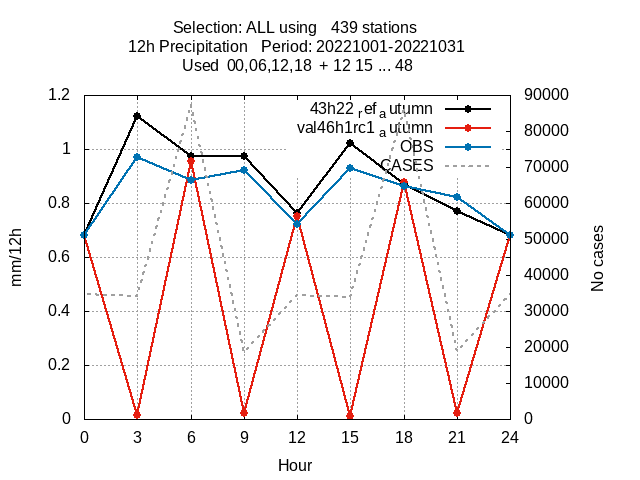 Selection: ALL using 439 stations
12h Precipitation Period: 20221001-20221031
Used 00,06,12,18 + 12 15 ... 48
1.2
1
0.8
0.6
0.4
0.2
0
90000
80000
70000
60000
50000
40000
30000
20000
10000
0
43h22 ref a utumn
val46h1rc1 a utumn
OBS
CASES
mm/12h
No cases
0 3 6 9 12 15 18 21 24
Hour